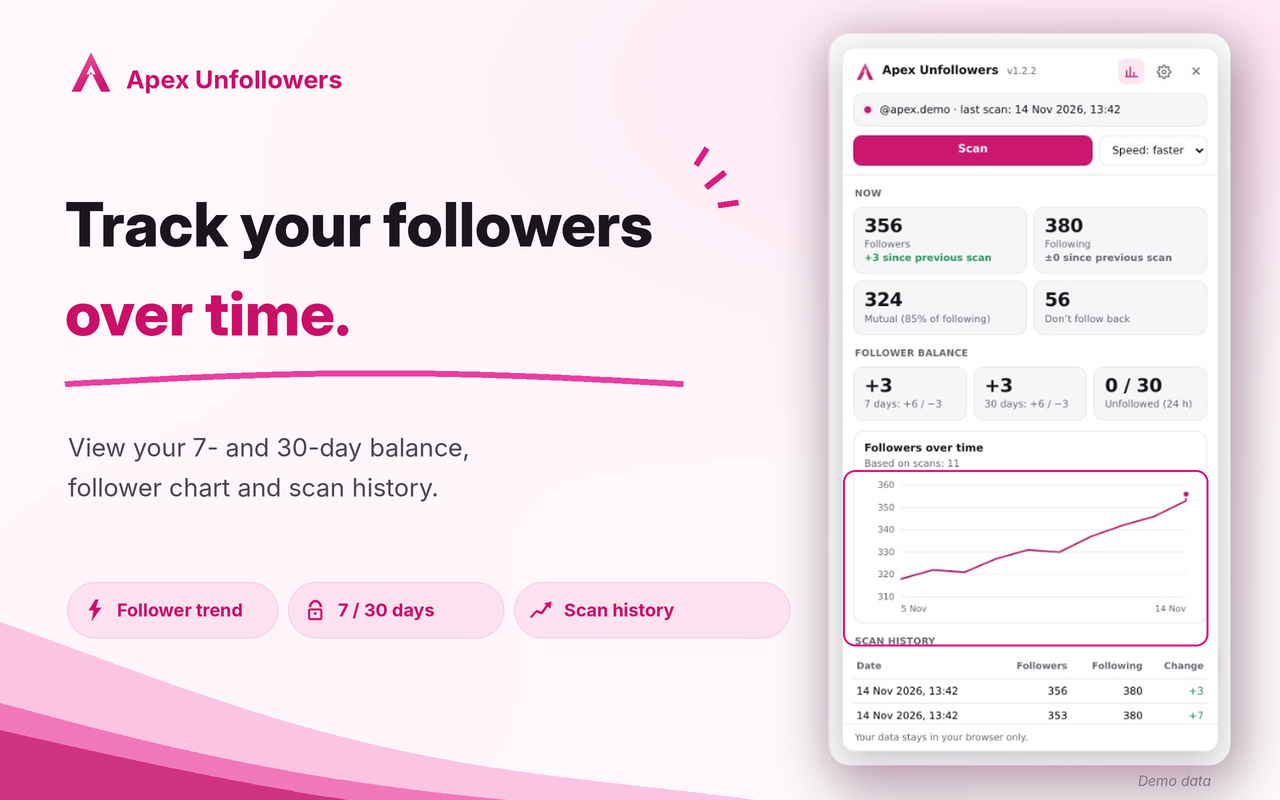 Apex Unfollowers
Track your followers
over time.
View your 7- and 30-day balance,
follower chart and scan history.
Follower trend
7 / 30 days
Scan history
Apex Unfollowers v1.2.2
@apex.demo · last scan: 14 Nov 2026, 13:42
Scan
Speed: faster
NOW
356
Followers
+3 since previous scan
380
Following
±0 since previous scan
324
Mutual (85% of following)
56
Don't follow back
FOLLOWER BALANCE
+3
7 days: +6 / −3
+3
30 days: +6 / −3
0 / 30
Unfollowed (24 h)
Followers over time
Based on scans: 11
360
350
340
330
320
310
5 Nov 14 Nov
SCAN HISTORY
Date Followers Following Change
14 Nov 2026, 13:42 356 380 +3
14 Nov 2026, 13:42 353 380 +7
Your data stays in your browser only.
Demo data